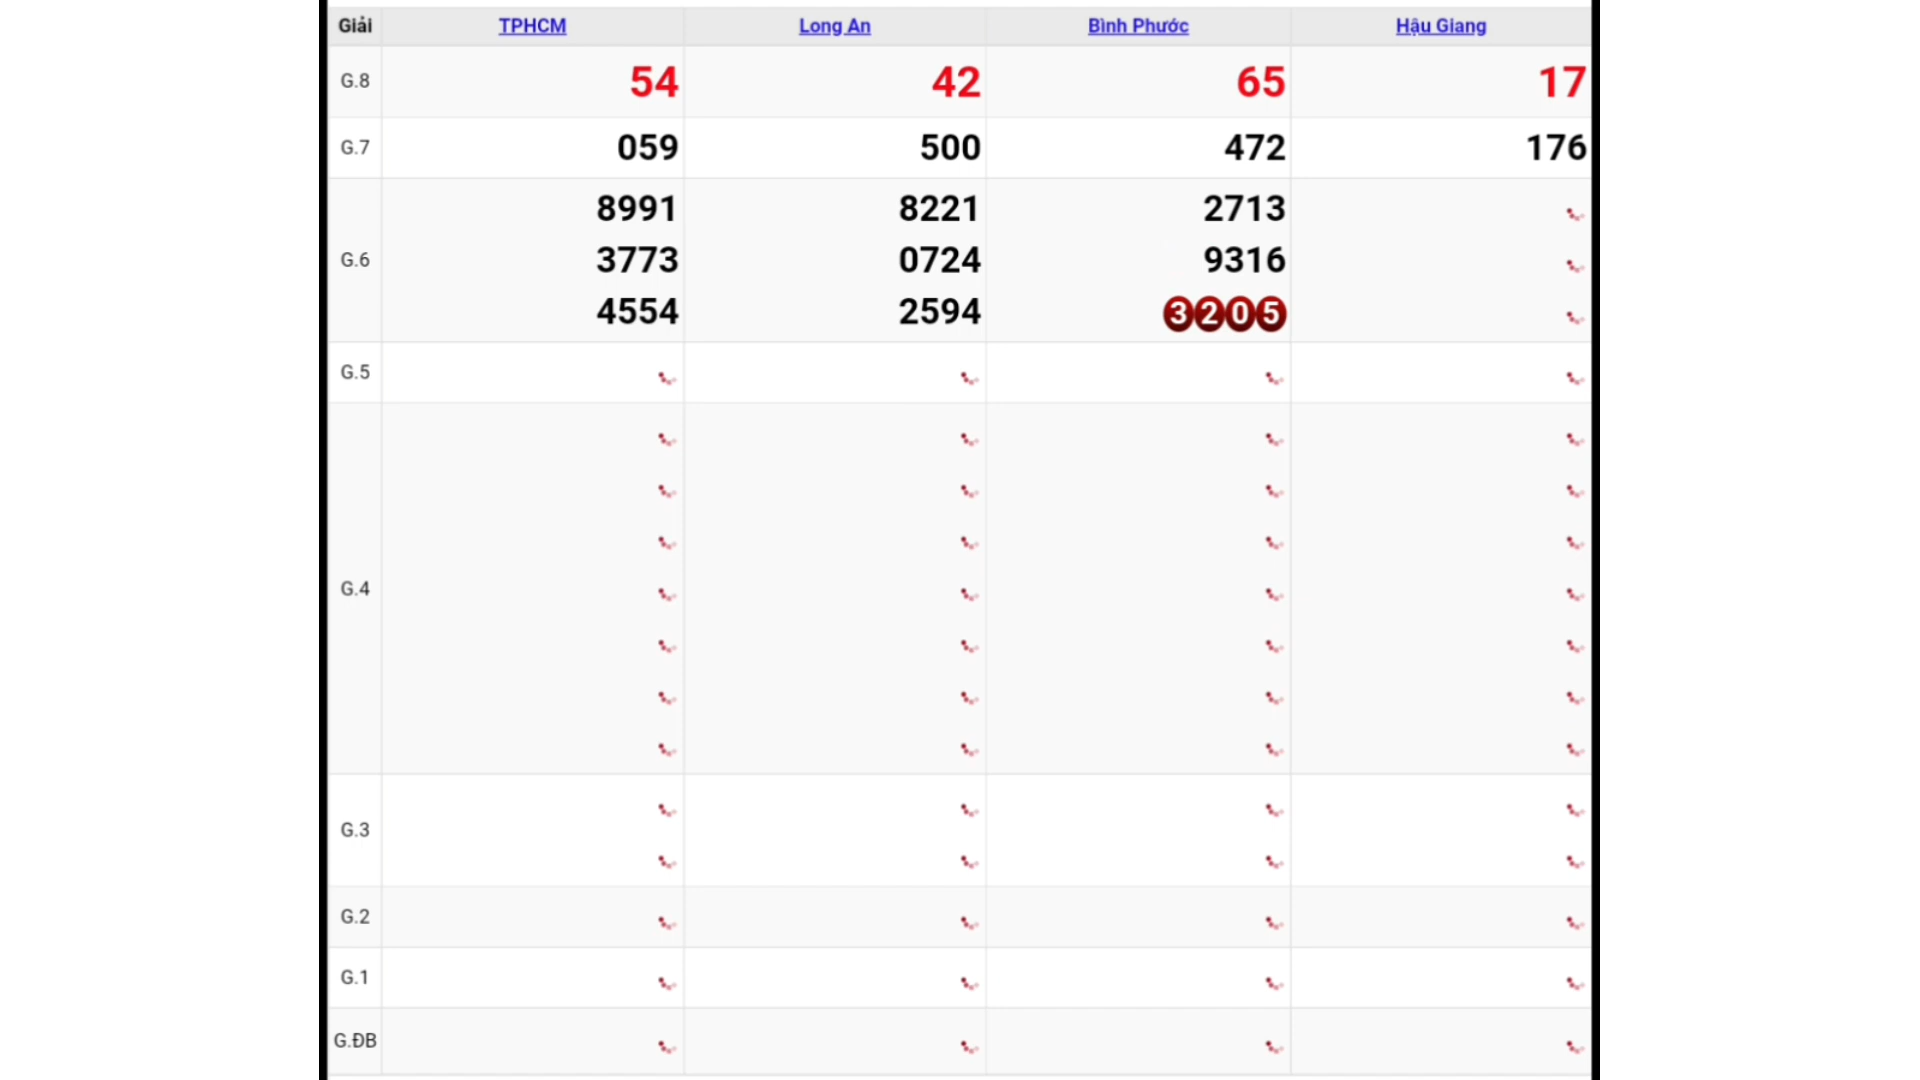 Giải TPHCM Long An Bình Phước Hậu Giang
G.8 54 42 65 17
G.7 059 500 472 176
8991 8221 2713
G.6 3773 0724 9316
4554 2594 3205
G.5
G.4
G.3
G.2
G.1
G.ĐB